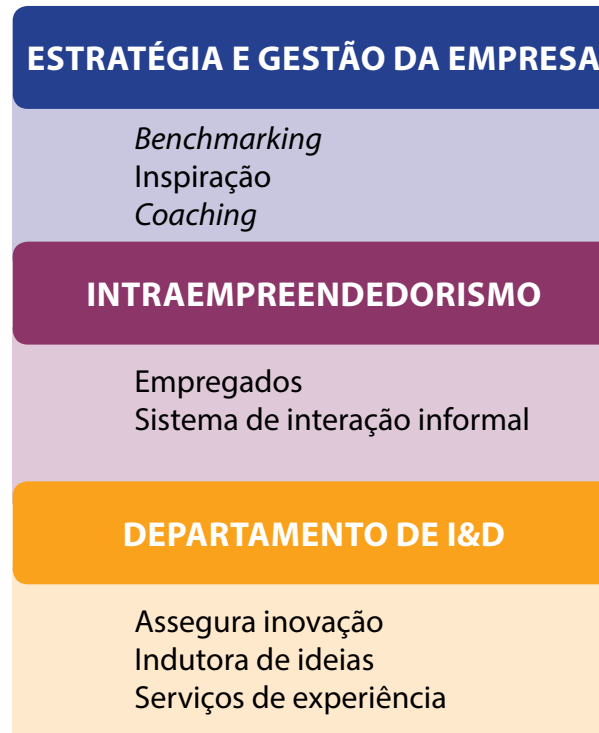 ESTRATÉGIA E GESTÃO DA EMPRESA
Benchmarking
Inspiração
Coaching
INTRAEMPREENDEDORISMO
Empregados
Sistema de interação informal
DEPARTAMENTO DE I&D
Assegura inovação
Indutora de ideias
Serviços de experiência